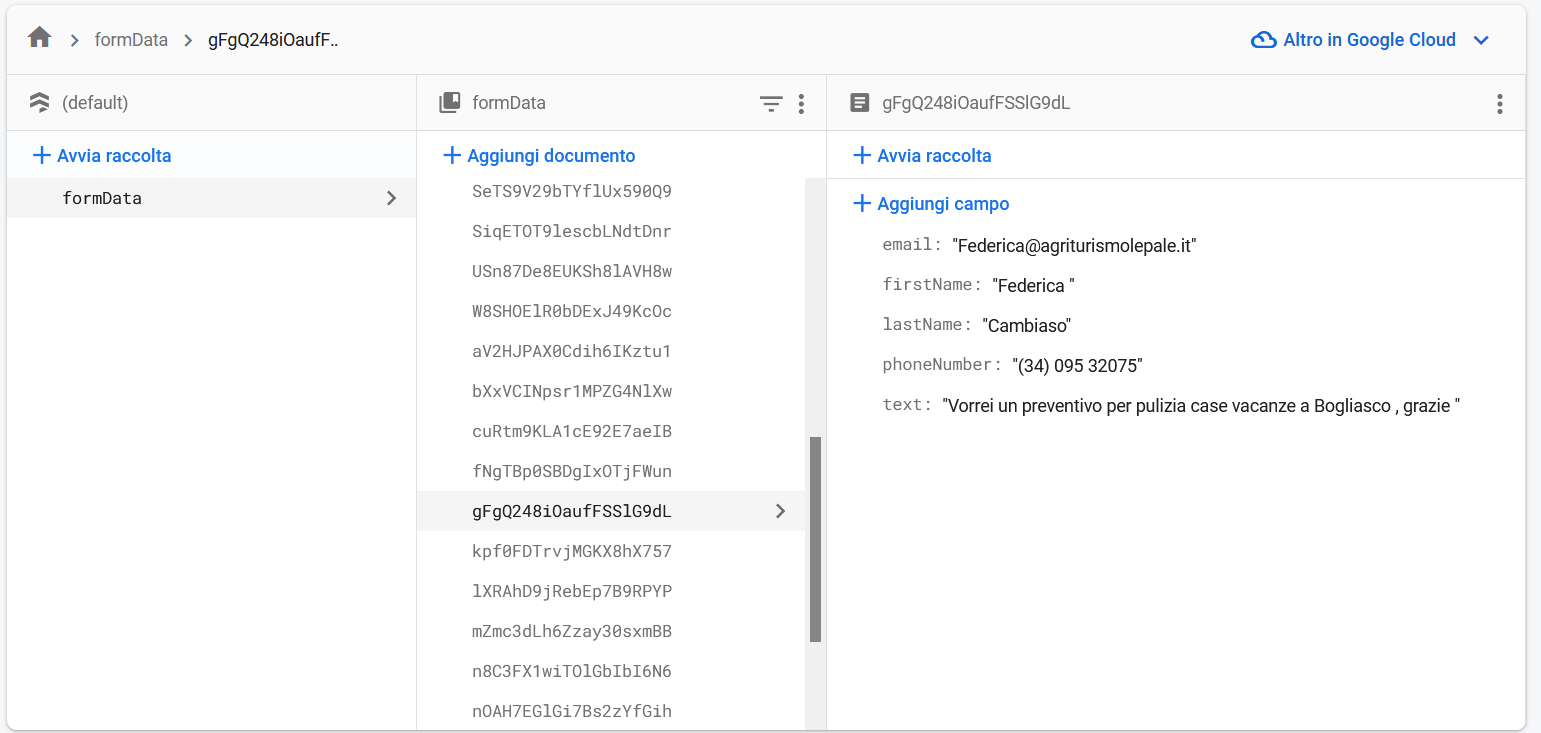 formData
gFgQ248iOaufF..
Altro in Google Cloud
(default)
formData
gFgQ248iOaufFSSlG9dL
Avvia raccolta
Aggiungi documento
Avvia raccolta
formData
SeTS9V29bTYflUx590Q9
SiqETOT9lescbLNdtDnr
USn87De8EUKSh8lAVH8w
W8SHOElR0bDExJ49KcOc
aV2HJPAX0Cdih6IKztu1
bXxVCINpsr1MPZG4NlXw
cuRtm9KLA1cE92E7aeIB
fNgTBp0SBDgIxOTjFWun
gFgQ248iOaufFSSlG9dL
kpf0FDTrvjMGKX8hX757
lXRAhD9jRebEp7B9RPYP
mZmc3dLh6Zzay30sxmBB
n8C3FX1wiTOlGbIbI6N6
nOAH7EGlGi7Bs2zYfGih
Aggiungi campo
email: "Federica@agriturismolepale.it"
firstName: "Federica "
lastName: "Cambiaso"
phoneNumber: "(34) 095 32075"
text: "Vorrei un preventivo per pulizia case vacanze a Bogliasco , grazie "